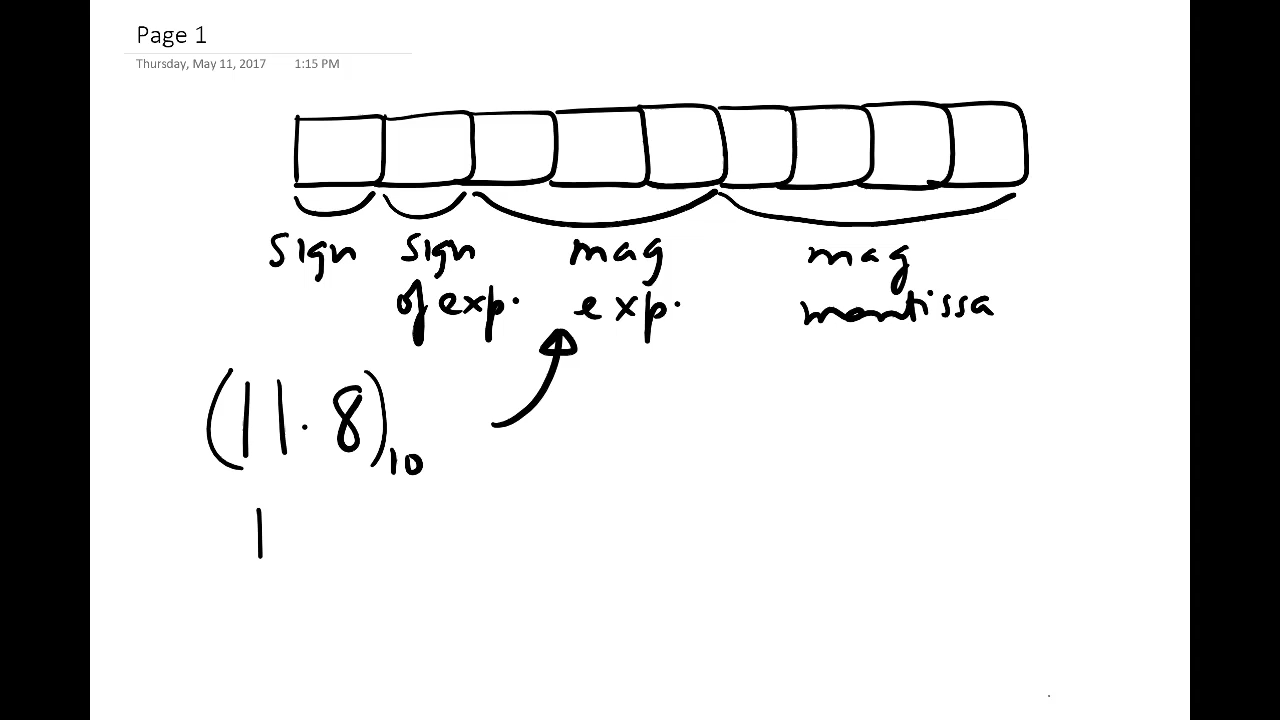 Page 1
Thursday, May 11, 2017 1:15 PM
sign sign of exp. mag exp. mag mantissa
(11.8)10
1